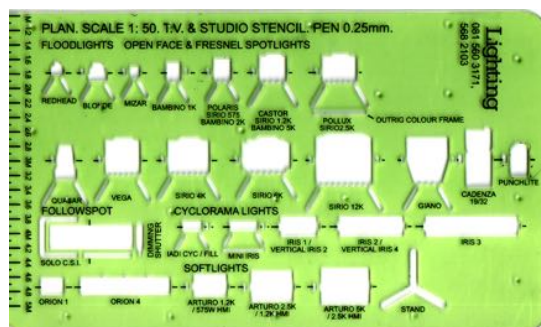 PLAN. SCALE 1: 50. T.V. & STUDIO STENCIL. PEN 0.25mm.
FLOODLIGHTS OPEN FACE & FRESNEL SPOTLIGHTS
Lighting
081 560 3171,
568 2103
REDHEAD
BLONDE
MIZAR
BAMBINO 1K
POLARIS
SIRIO 575
BAMBINO 2K
CASTOR
SIRIO 1.2K
BAMBINO 5K
POLLUX
SIRIO2.5K
OUTRIG COLOUR FRAME
QUASAR
VEGA
SIRIO 4K
SIRIO 6K
SIRIO 12K
GIANO
CADENZA
19/32
PUNCHLITE
FOLLOWSPOT
CYCLORAMA LIGHTS
SOLO C.S.I.
DIMMING
SHUTTER
IADI CYC / FILL
MINI IRIS
IRIS 1 /
VERTICAL IRIS 2
IRIS 2 /
VERTICAL IRIS 4
IRIS 3
SOFTLIGHTS
ORION 1
ORION 4
ARTURO 1.2K
/ 575W HMI
ARTURO 2.5K
/ 1.2K HMI
ARTURO 5K
/ 2.5K HMI
STAND